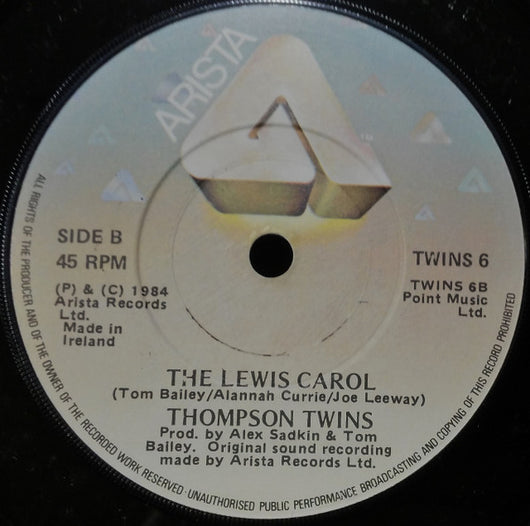 ARISTA
TM
SIDE B
45 RPM
TWINS 6
(P) & (C) 1984
Arista Records
Ltd.
Made in
Ireland
TWINS 6B
Point Music
Ltd.
THE LEWIS CAROL
(Tom Bailey/Alannah Currie/Joe Leeway)
THOMPSON TWINS
Prod. by Alex Sadkin & Tom
Bailey. Original sound recording
made by Arista Records Ltd.
ALL RIGHTS OF THE PRODUCER AND OF THE OWNER OF THE RECORDED WORK RESERVED · UNAUTHORISED PUBLIC PERFORMANCE BROADCASTING AND COPYING OF THIS RECORD PROHIBITED